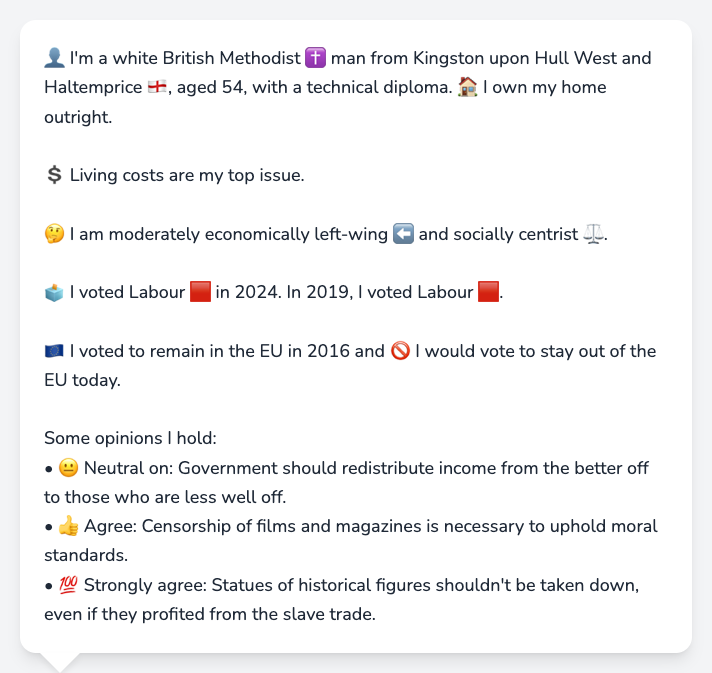 👤 I'm a white British Methodist ✝️ man from Kingston upon Hull West and
Haltemprice 🏴󠁧󠁢󠁥󠁮󠁧󠁿, aged 54, with a technical diploma. 🏠 I own my home
outright.
💲 Living costs are my top issue.
🤔 I am moderately economically left-wing ⬅️ and socially centrist ⚖️.
🗳️ I voted Labour 🟥 in 2024. In 2019, I voted Labour 🟥.
🇪🇺 I voted to remain in the EU in 2016 and 🚫 I would vote to stay out of the
EU today.
Some opinions I hold:
• 😐 Neutral on: Government should redistribute income from the better off
to those who are less well off.
• 👍 Agree: Censorship of films and magazines is necessary to uphold moral
standards.
• 💯 Strongly agree: Statues of historical figures shouldn't be taken down,
even if they profited from the slave trade.